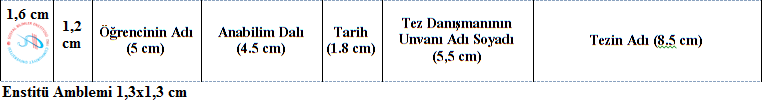 1,6 cm
1,2
cm
Öğrencinin Adı
(5 cm)
Anabilim Dalı
(4.5 cm)
Tarih
(1.8 cm)
Tez Danışmanının
Unvanı Adı Soyadı
(5,5 cm)
Tezin Adı (8.5 cm)
Enstitü Amblemi 1,3x1,3 cm